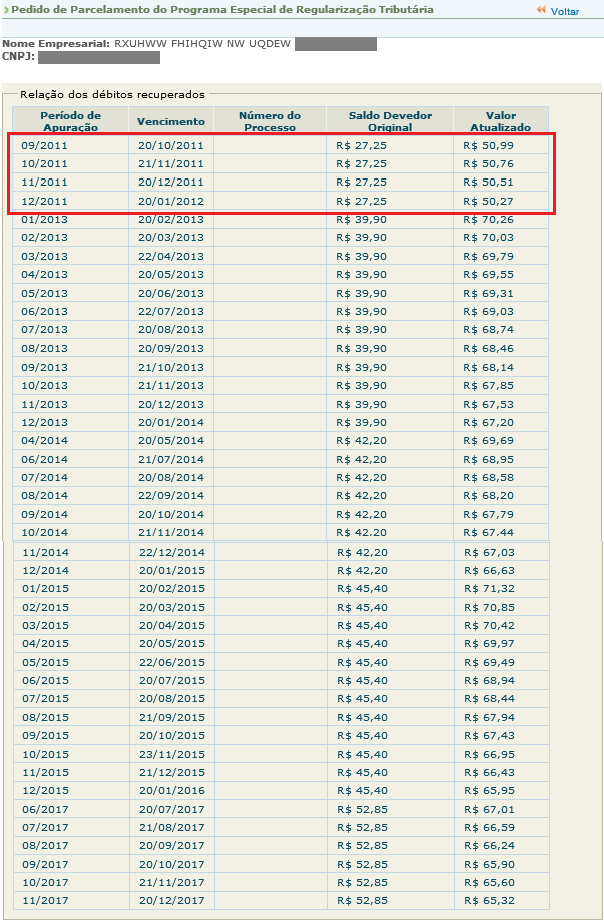 Pedido de Parcelamento do Programa Especial de Regularização Tributária
Voltar
Nome Empresarial: RXUHWW FHIHQIW NW UQDEW
CNPJ:
Relação dos débitos recuperados
Período de Apuração Vencimento Número do Processo Saldo Devedor Original Valor Atualizado
09/2011 20/10/2011 R$ 27,25 R$ 50,99
10/2011 21/11/2011 R$ 27,25 R$ 50,76
11/2011 20/12/2011 R$ 27,25 R$ 50,51
12/2011 20/01/2012 R$ 27,25 R$ 50,27
01/2013 20/02/2013 R$ 39,90 R$ 70,26
02/2013 20/03/2013 R$ 39,90 R$ 70,03
03/2013 22/04/2013 R$ 39,90 R$ 69,79
04/2013 20/05/2013 R$ 39,90 R$ 69,55
05/2013 20/06/2013 R$ 39,90 R$ 69,31
06/2013 22/07/2013 R$ 39,90 R$ 69,03
07/2013 20/08/2013 R$ 39,90 R$ 68,74
08/2013 20/09/2013 R$ 39,90 R$ 68,46
09/2013 21/10/2013 R$ 39,90 R$ 68,14
10/2013 21/11/2013 R$ 39,90 R$ 67,85
11/2013 20/12/2013 R$ 39,90 R$ 67,53
12/2013 20/01/2014 R$ 39,90 R$ 67,20
04/2014 20/05/2014 R$ 42,20 R$ 69,69
06/2014 21/07/2014 R$ 42,20 R$ 68,95
07/2014 20/08/2014 R$ 42,20 R$ 68,58
08/2014 22/09/2014 R$ 42,20 R$ 68,20
09/2014 20/10/2014 R$ 42,20 R$ 67,79
10/2014 21/11/2014 R$ 42,20 R$ 67,44
11/2014 22/12/2014 R$ 42,20 R$ 67,03
12/2014 20/01/2015 R$ 42,20 R$ 66,63
01/2015 20/02/2015 R$ 45,40 R$ 71,32
02/2015 20/03/2015 R$ 45,40 R$ 70,85
03/2015 20/04/2015 R$ 45,40 R$ 70,42
04/2015 20/05/2015 R$ 45,40 R$ 69,97
05/2015 22/06/2015 R$ 45,40 R$ 69,49
06/2015 20/07/2015 R$ 45,40 R$ 68,94
07/2015 20/08/2015 R$ 45,40 R$ 68,44
08/2015 21/09/2015 R$ 45,40 R$ 67,94
09/2015 20/10/2015 R$ 45,40 R$ 67,43
10/2015 23/11/2015 R$ 45,40 R$ 66,95
11/2015 21/12/2015 R$ 45,40 R$ 66,43
12/2015 20/01/2016 R$ 45,40 R$ 65,95
06/2017 20/07/2017 R$ 52,85 R$ 67,01
07/2017 21/08/2017 R$ 52,85 R$ 66,59
08/2017 20/09/2017 R$ 52,85 R$ 66,24
09/2017 20/10/2017 R$ 52,85 R$ 65,90
10/2017 21/11/2017 R$ 52,85 R$ 65,60
11/2017 20/12/2017 R$ 52,85 R$ 65,32